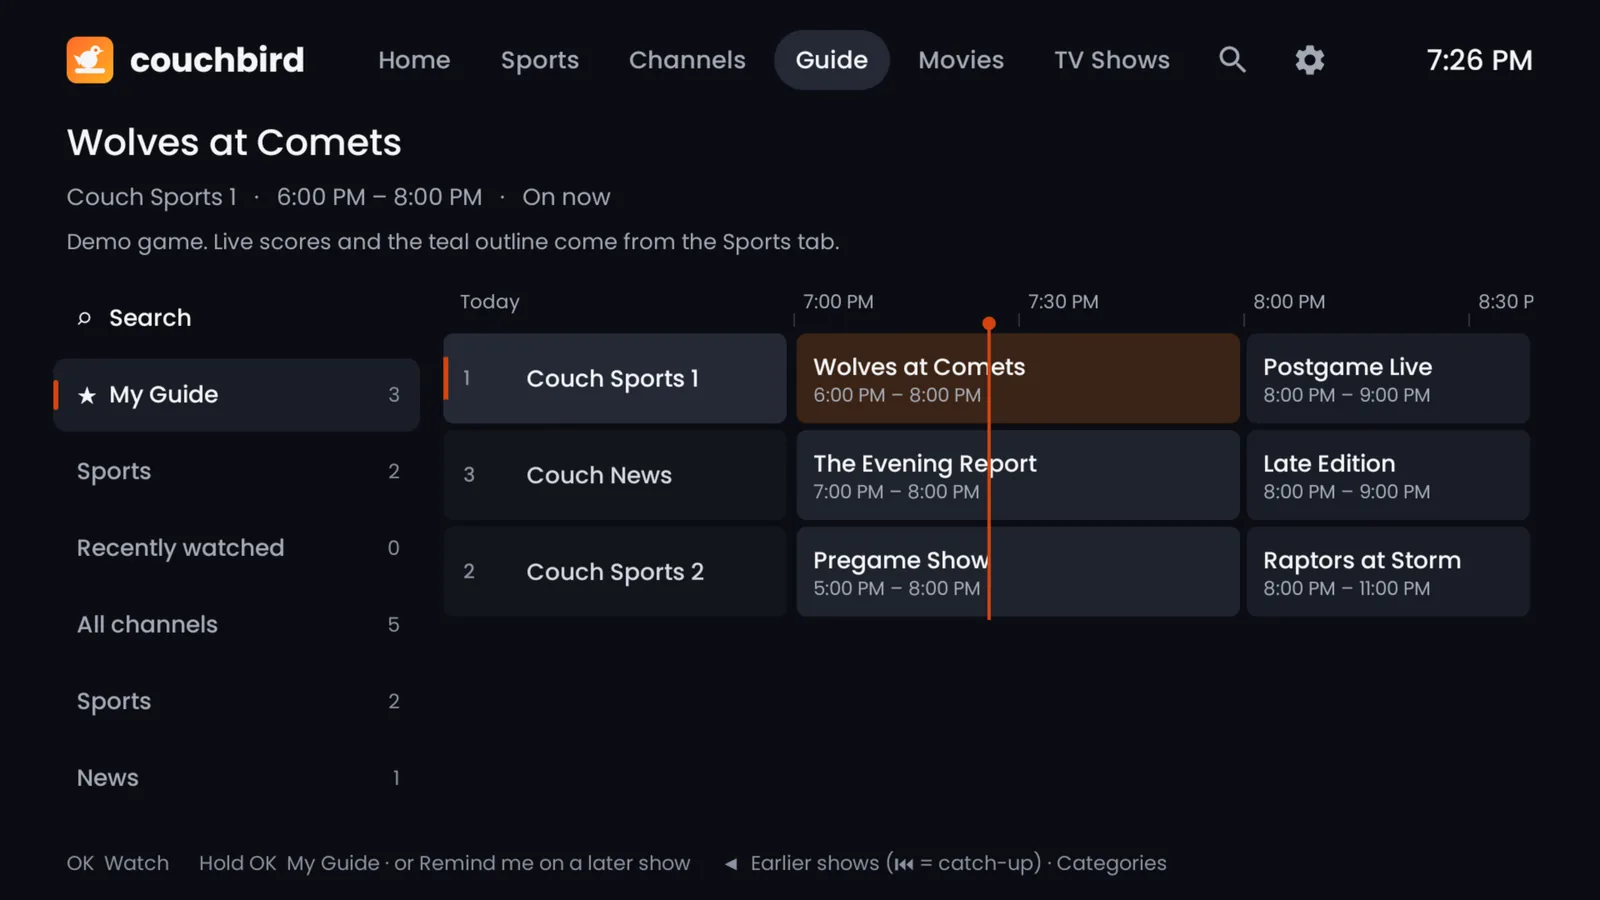 couchbird Home Sports Channels Guide Movies TV Shows 7:26 PM
Wolves at Comets
Couch Sports 1 · 6:00 PM – 8:00 PM · On now
Demo game. Live scores and the teal outline come from the Sports tab.
Search
★ My Guide 3
Sports 2
Recently watched 0
All channels 5
Sports 2
News 1
Today 7:00 PM 7:30 PM 8:00 PM 8:30 P
1 Couch Sports 1
Wolves at Comets
6:00 PM – 8:00 PM
Postgame Live
8:00 PM – 9:00 PM
3 Couch News
The Evening Report
7:00 PM – 8:00 PM
Late Edition
8:00 PM – 9:00 PM
2 Couch Sports 2
Pregame Show
5:00 PM – 8:00 PM
Raptors at Storm
8:00 PM – 11:00 PM
OK Watch Hold OK My Guide · or Remind me on a later show ◄ Earlier shows (⏮ = catch-up) · Categories